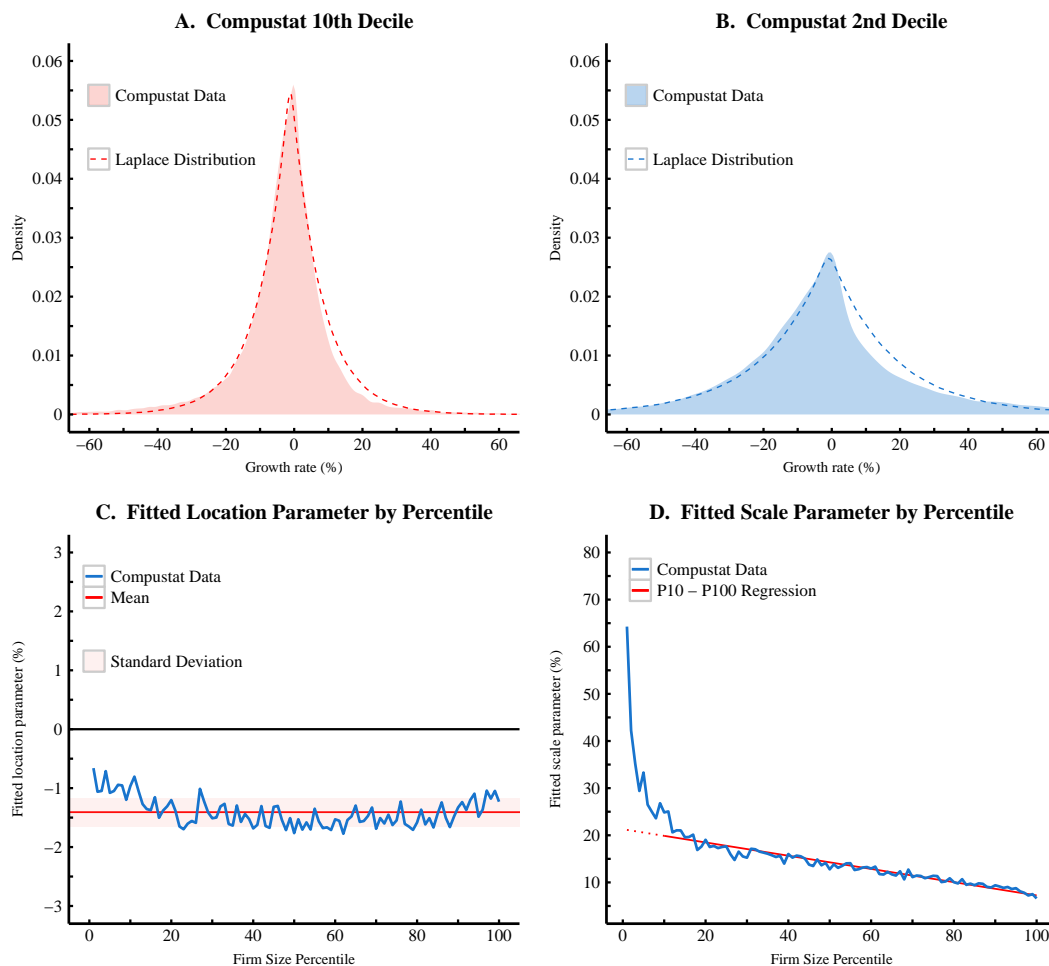 A.  Compustat 10th Decile
0.06
0.05
0.04
0.03
0.02
0.01
0
Density
Compustat Data
Laplace Distribution
−60
−40
−20
0
20
40
60
Growth rate (%)
B.  Compustat 2nd Decile
0.06
0.05
0.04
0.03
0.02
0.01
0
Density
Compustat Data
Laplace Distribution
−60
−40
−20
0
20
40
60
Growth rate (%)
C.  Fitted Location Parameter by Percentile
3
2
1
0
−1
−2
−3
Fitted location parameter (%)
Compustat Data
Mean
Standard Deviation
0
20
40
60
80
100
Firm Size Percentile
D.  Fitted Scale Parameter by Percentile
80
70
60
50
40
30
20
10
Fitted scale parameter (%)
Compustat Data
P10 − P100 Regression
0
20
40
60
80
100
Firm Size Percentile